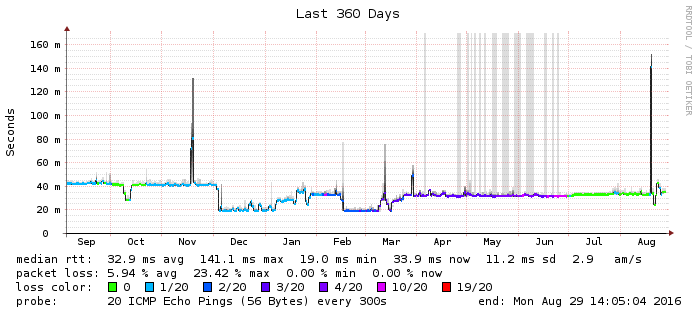 Last 360 Days
RRDTOOL / TOBI OETIKER
Seconds
160 m
140 m
120 m
100 m
80 m
60 m
40 m
20 m
0
Sep Oct Nov Dec Jan Feb Mar Apr May Jun Jul Aug
median rtt: 32.9 ms avg 141.1 ms max 19.0 ms min 33.9 ms now 11.2 ms sd 2.9 am/s
packet loss: 5.94 % avg 23.42 % max 0.00 % min 0.00 % now
loss color: 0 1/20 2/20 3/20 4/20 10/20 19/20
probe: 20 ICMP Echo Pings (56 Bytes) every 300s end: Mon Aug 29 14:05:04 2016